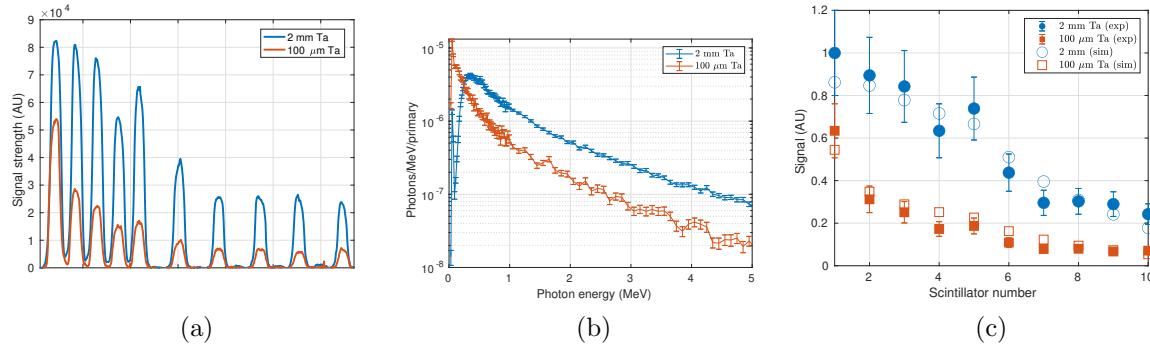 ×10⁴
9
8
7
6
5
4
3
2
1
0
Signal strength (AU)
2 mm Ta
100 μm Ta
(a)
10⁻⁵
10⁻⁶
10⁻⁷
10⁻⁸
Photons/MeV/primary
0 1 2 3 4 5
Photon energy (MeV)
2 mm Ta
100 μm Ta
(b)
1.2
1
0.8
0.6
0.4
0.2
0
Signal (AU)
2 4 6 8 10
Scintillator number
2 mm Ta (exp)
100 μm Ta (exp)
2 mm (sim)
100 μm Ta (sim)
(c)